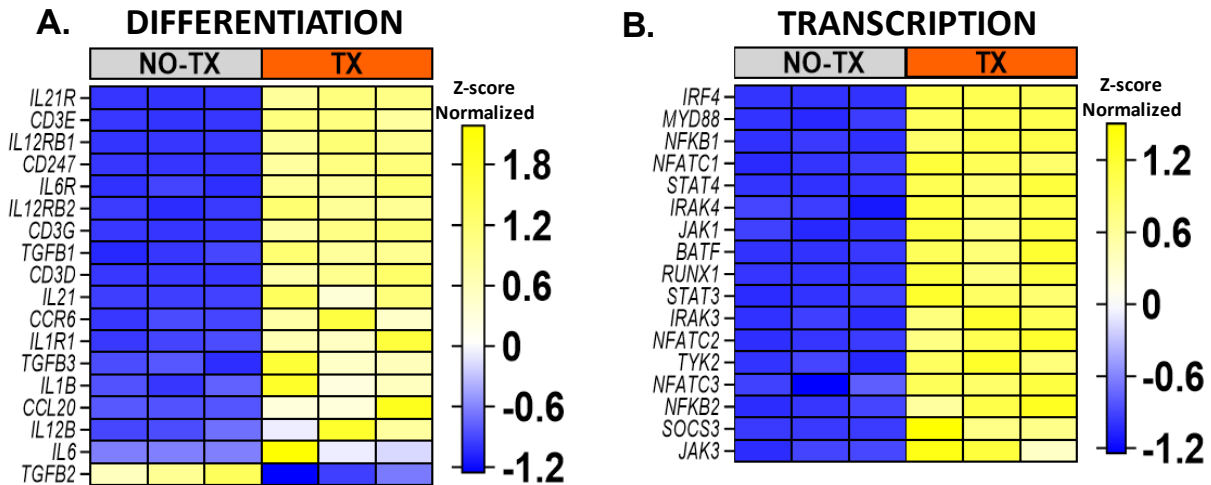 A. DIFFERENTIATION
NO-TX TX
Z-score
Normalized
IL21R
CD3E
IL12RB1
CD247
IL6R
IL12RB2
CD3G
TGFB1
CD3D
IL21
CCR6
IL1R1
TGFB3
IL1B
CCL20
IL12B
IL6
TGFB2
1.8
1.2
0.6
0
-0.6
-1.2
B. TRANSCRIPTION
NO-TX TX
Z-score
Normalized
IRF4
MYD88
NFKB1
NFATC1
STAT4
IRAK4
JAK1
BATF
RUNX1
STAT3
IRAK3
NFATC2
TYK2
NFATC3
NFKB2
SOCS3
JAK3
1.2
0.6
0
-0.6
-1.2